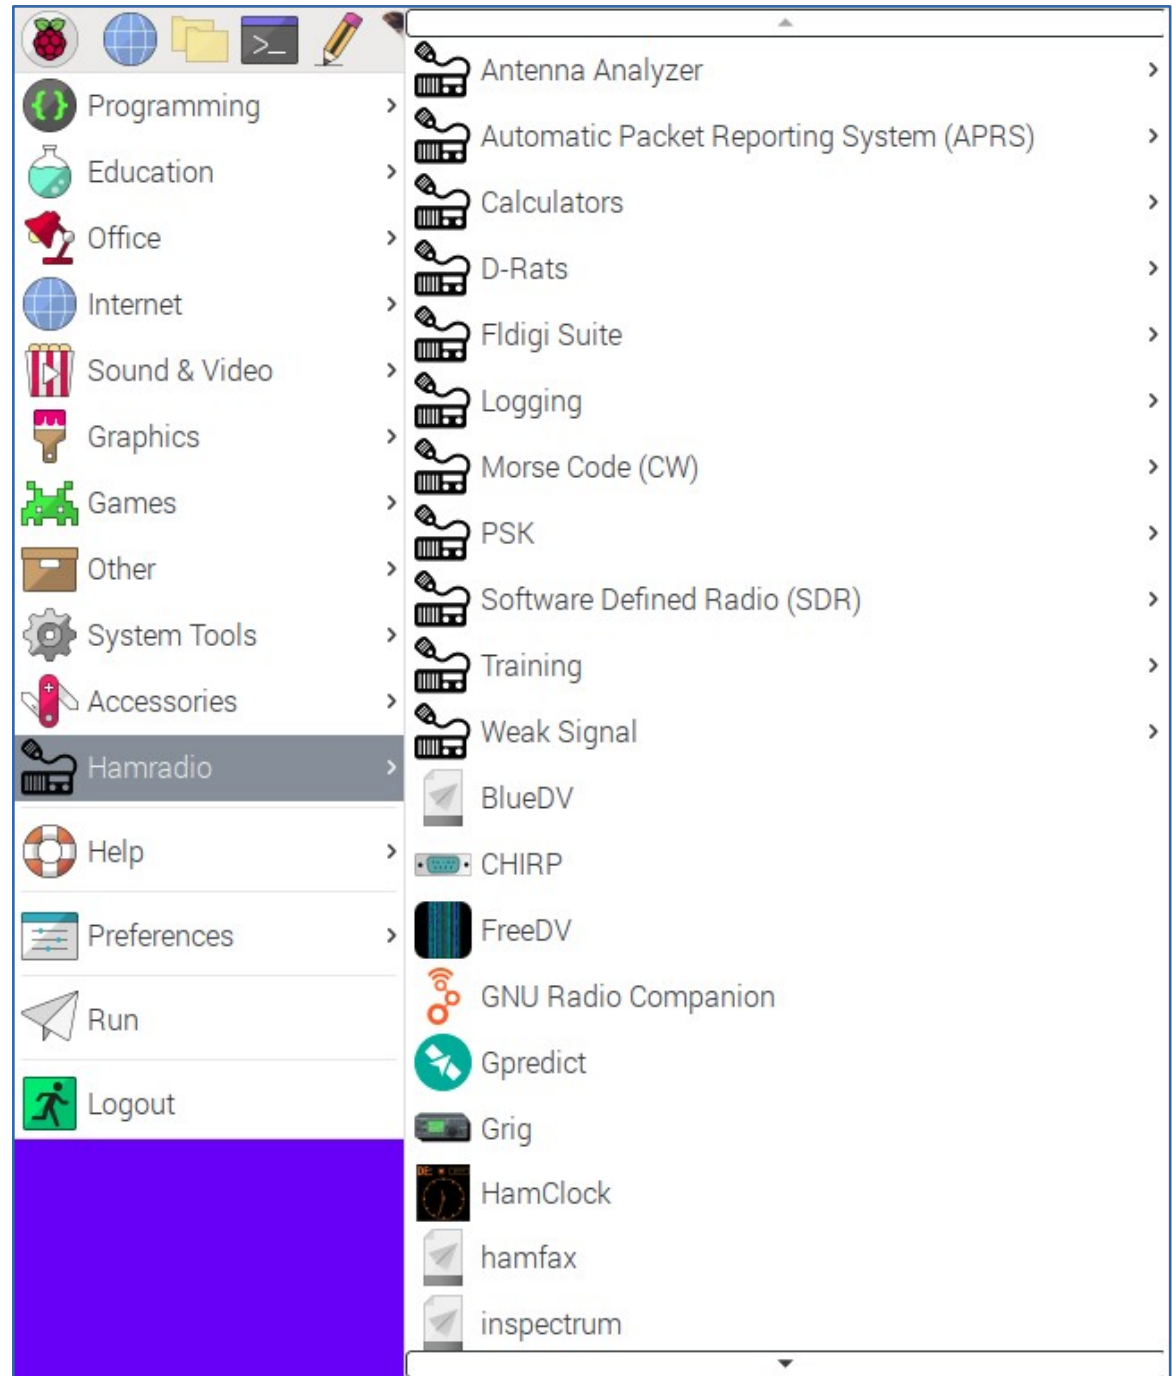 Programming
Education
Office
Internet
Sound & Video
Graphics
Games
Other
System Tools
Accessories
Hamradio
Help
Preferences
Run
Logout
Antenna Analyzer
Automatic Packet Reporting System (APRS)
Calculators
D-Rats
Fldigi Suite
Logging
Morse Code (CW)
PSK
Software Defined Radio (SDR)
Training
Weak Signal
BlueDV
CHIRP
FreeDV
GNU Radio Companion
Gpredict
Grig
HamClock
hamfax
inspectrum